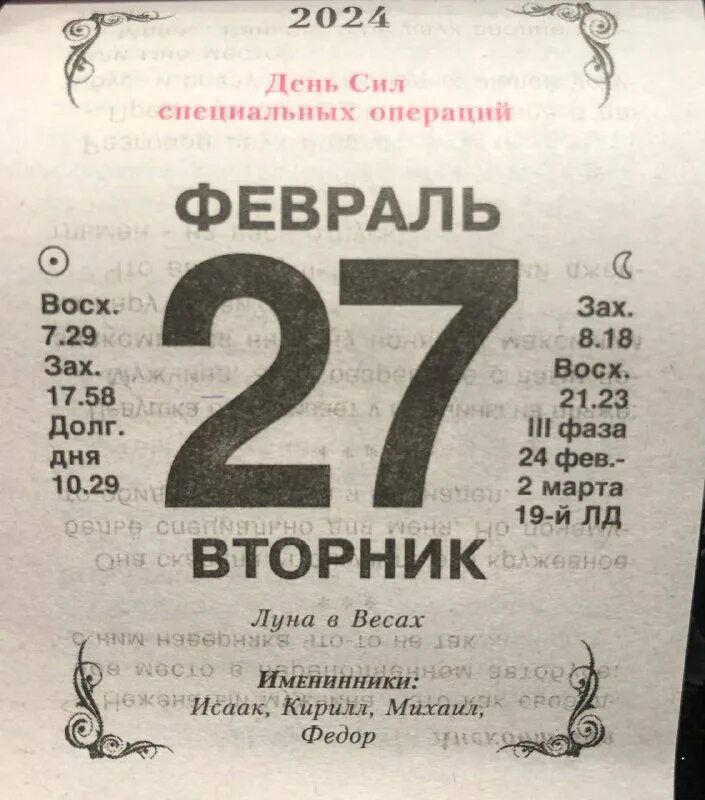 2024
День Сил
специальных операций
ФЕВРАЛЬ
27
Восх.
7.29
Зах.
17.58
Долг.
дня
10.29
Зах.
8.18
Восх.
21.23
III фаза
24 фев.-
2 марта
19-й ЛД
ВТОРНИК
Луна в Весах
Именинники:
Исаак, Кирилл, Михаил,
Федор